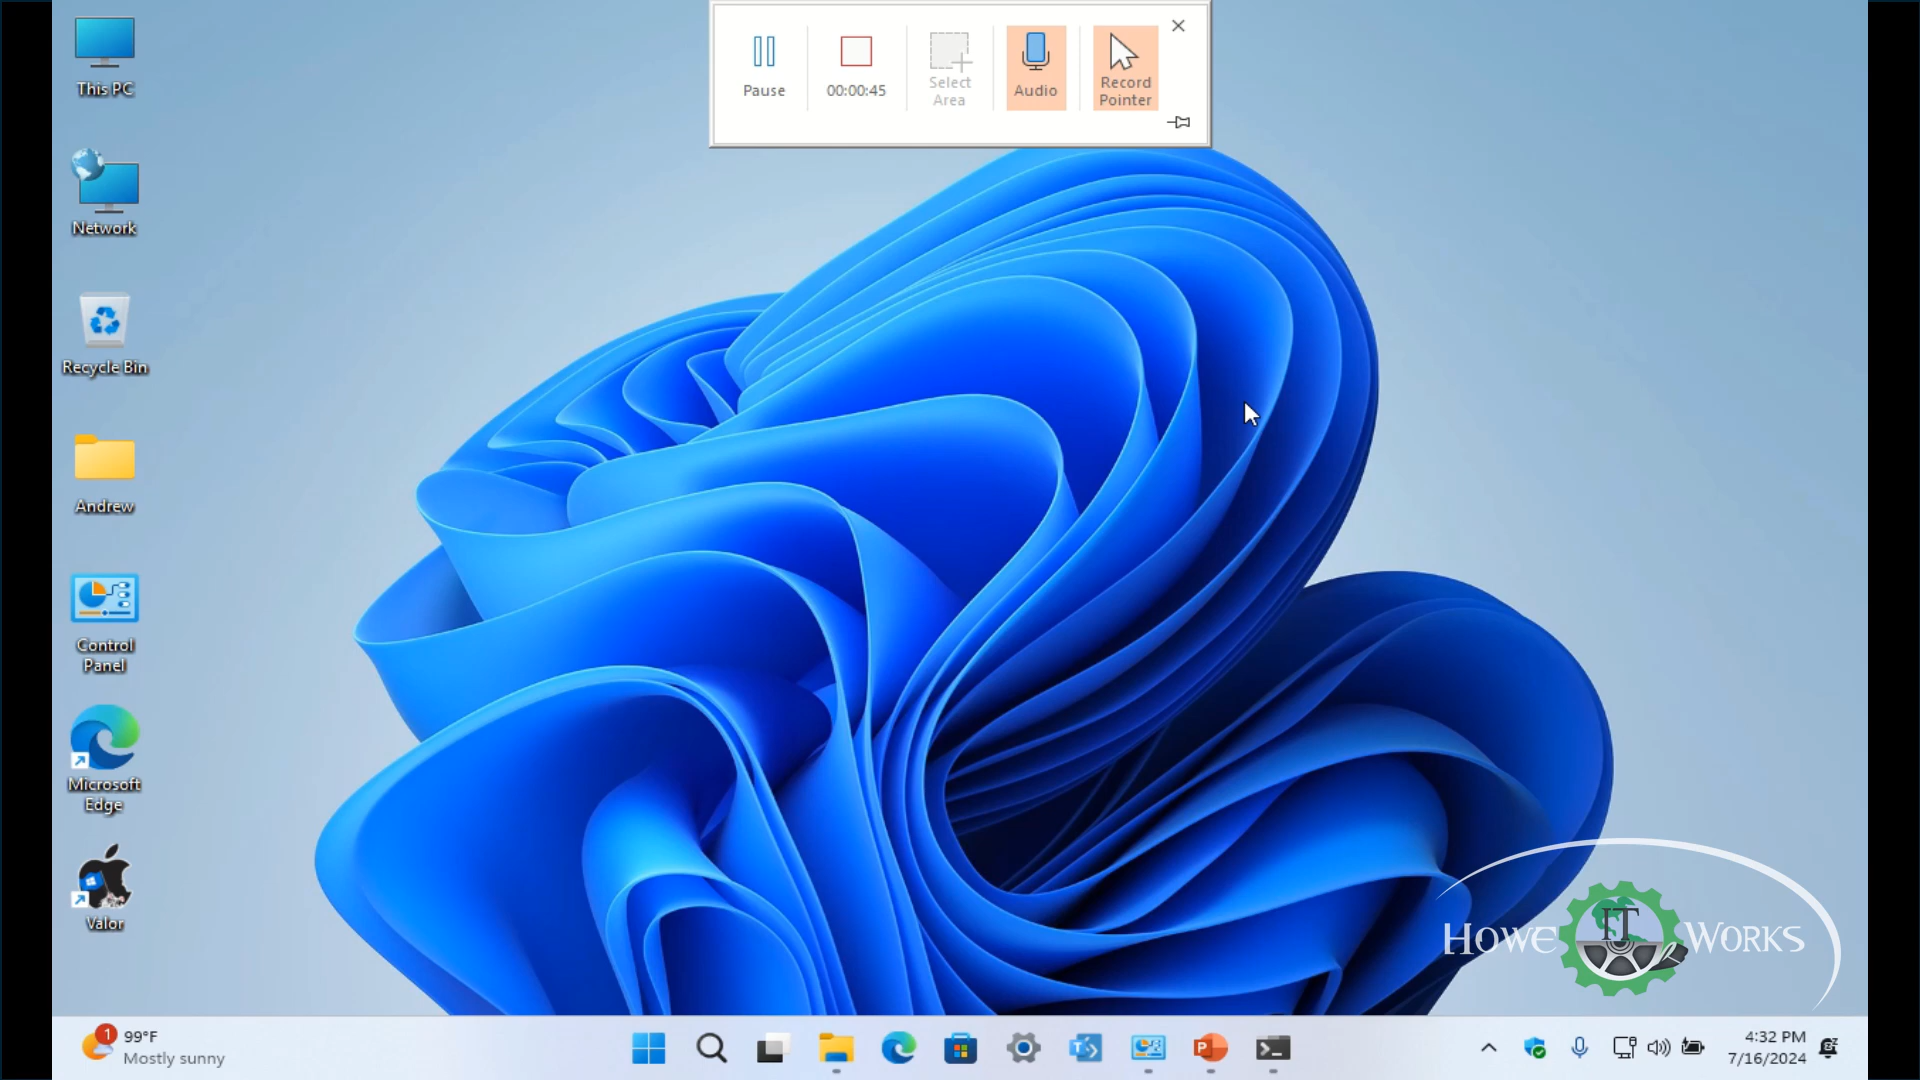 Pause
00:00:45
Select
Area
Audio
Record
Pointer
This PC
Network
Recycle Bin
Andrew
Control
Panel
Microsoft
Edge
Valor
HOWE IT WORKS
1
99°F
Mostly sunny
4:32 PM
7/16/2024